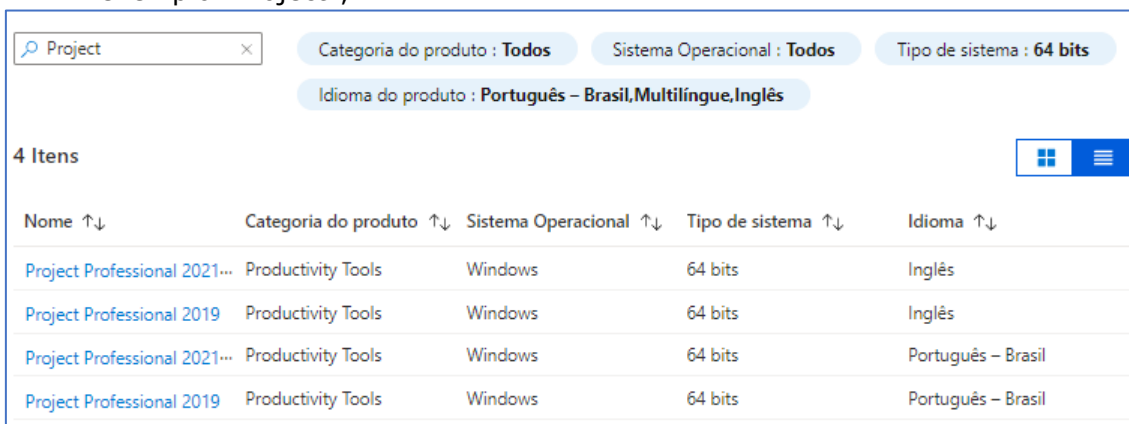 Project
Categoria do produto : Todos
Sistema Operacional : Todos
Tipo de sistema : 64 bits
Idioma do produto : Português – Brasil,Multilíngue,Inglês
4 Itens
Nome ↑↓ Categoria do produto ↑↓ Sistema Operacional ↑↓ Tipo de sistema ↑↓ Idioma ↑↓
Project Professional 2021... Productivity Tools Windows 64 bits Inglês
Project Professional 2019 Productivity Tools Windows 64 bits Inglês
Project Professional 2021... Productivity Tools Windows 64 bits Português – Brasil
Project Professional 2019 Productivity Tools Windows 64 bits Português – Brasil